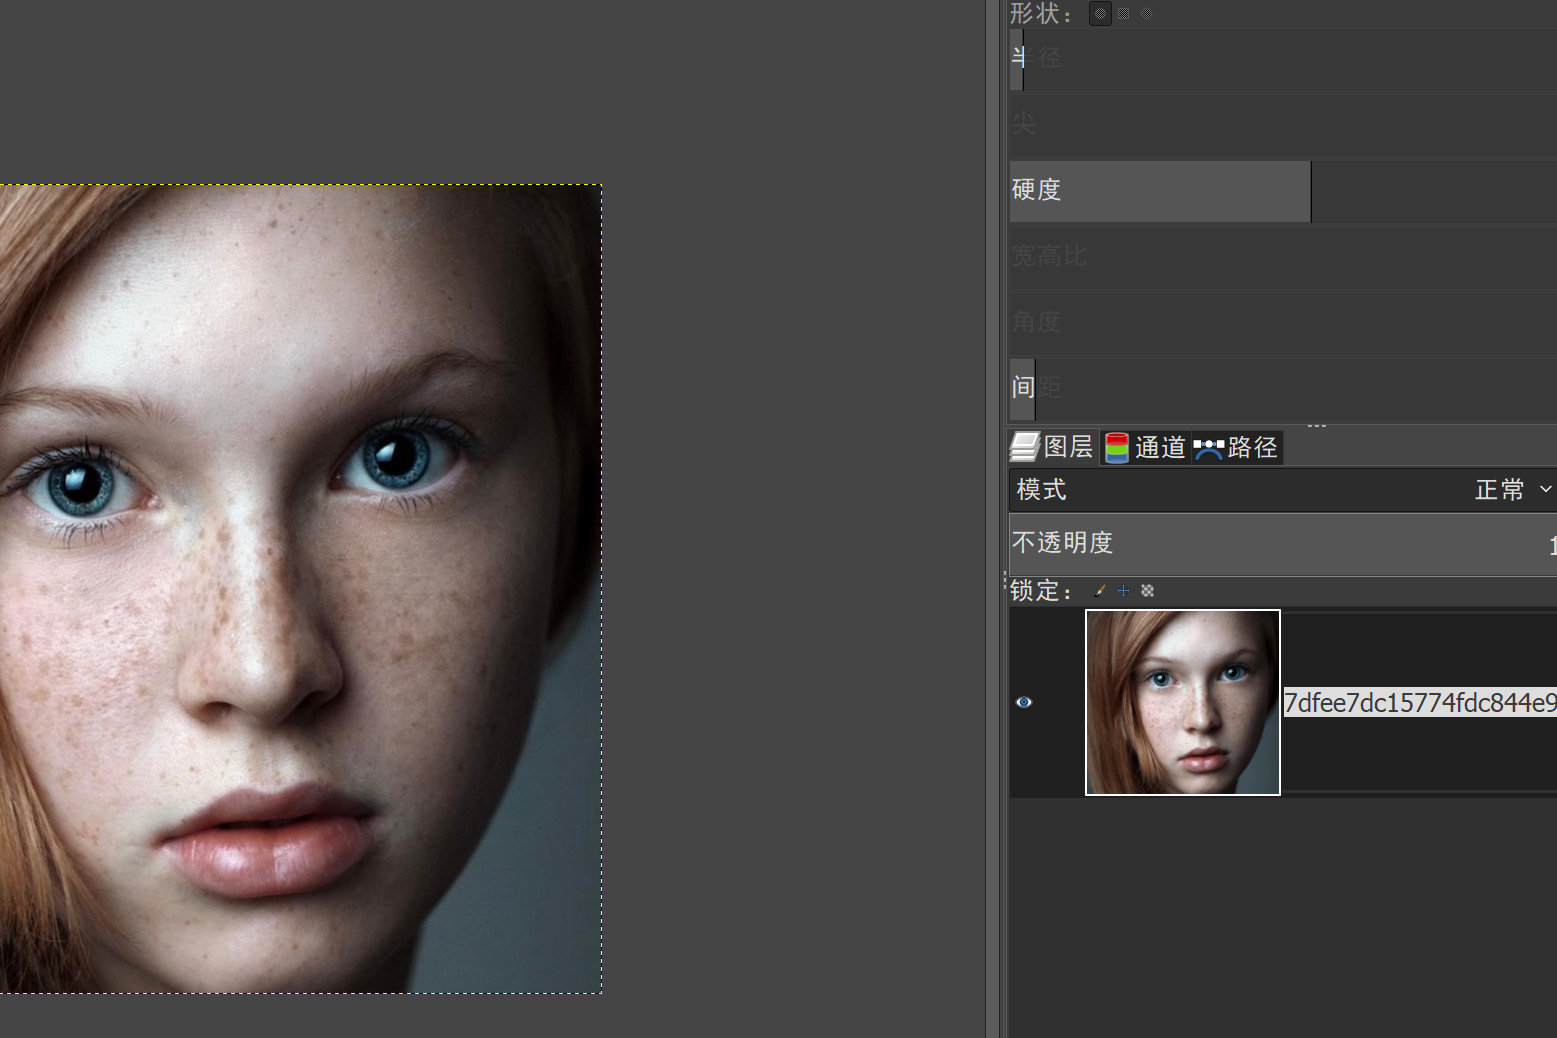 形状：
半径
尖
硬度
宽高比
角度
间距
图层 通道 路径
模式 正常
不透明度 1
锁定：
7dfee7dc15774fdc844e9